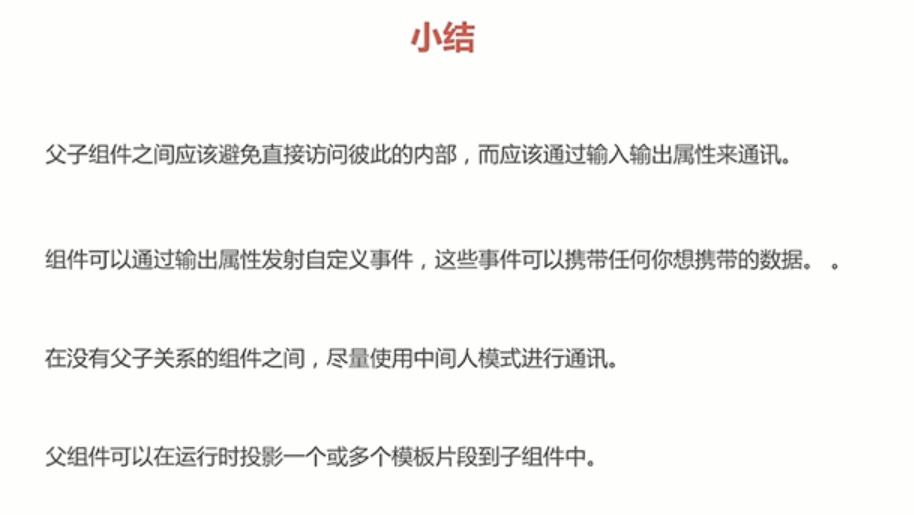 小结
父子组件之间应该避免直接访问彼此的内部，而应该通过输入输出属性来通讯。
组件可以通过输出属性发射自定义事件，这些事件可以携带任何你想携带的数据。 。
在没有父子关系的组件之间，尽量使用中间人模式进行通讯。
父组件可以在运行时投影一个或多个模板片段到子组件中。